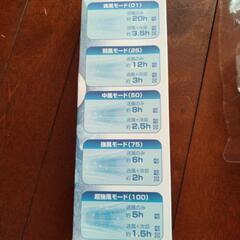 微風モード(01)
送風のみ
約20h
送風+冷却
約3.5h
弱風モード(25)
送風のみ
約12h
送風+冷却
約3h
中風モード(50)
送風のみ
約8h
送風+冷却
約2.5h
強風モード(75)
送風のみ
約6h
送風+冷却
約2h
超強風モード(100)
送風のみ
約5h
送風+冷却
約1.5h